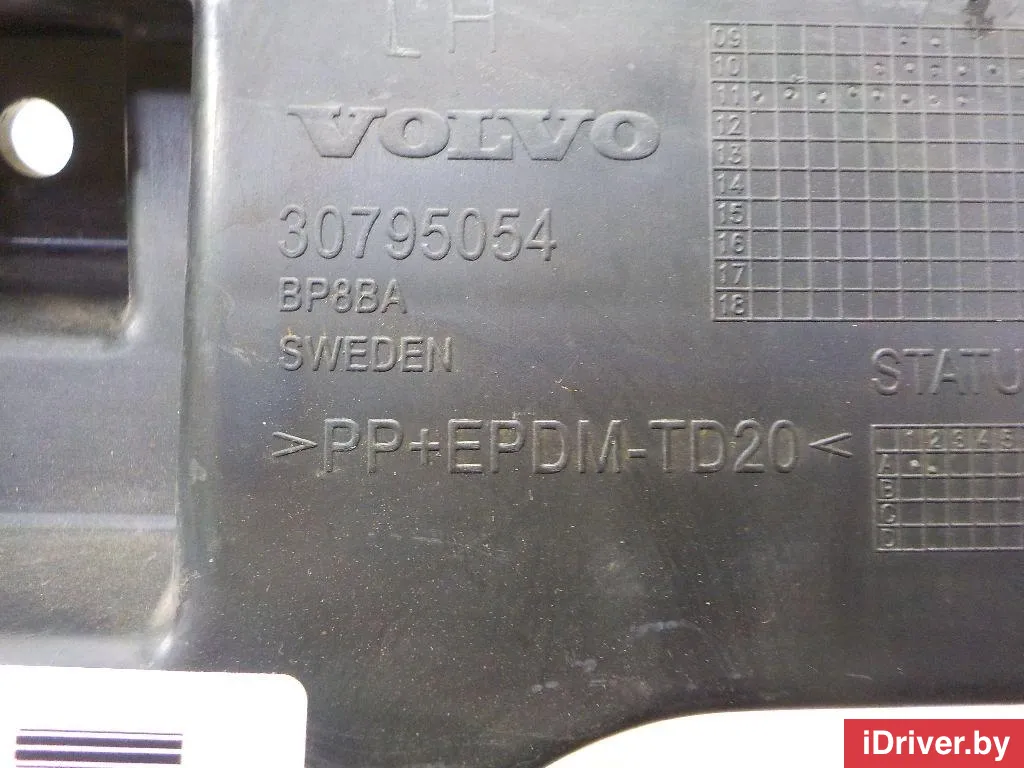 LH
VOLVO
30795054
BP8BA
SWEDEN
>PP+EPDM-TD20<
09
10
11
12
13
14
15
16
17
18
STATU
1 2 3 4 5
A
B
C
D
iDriver.by